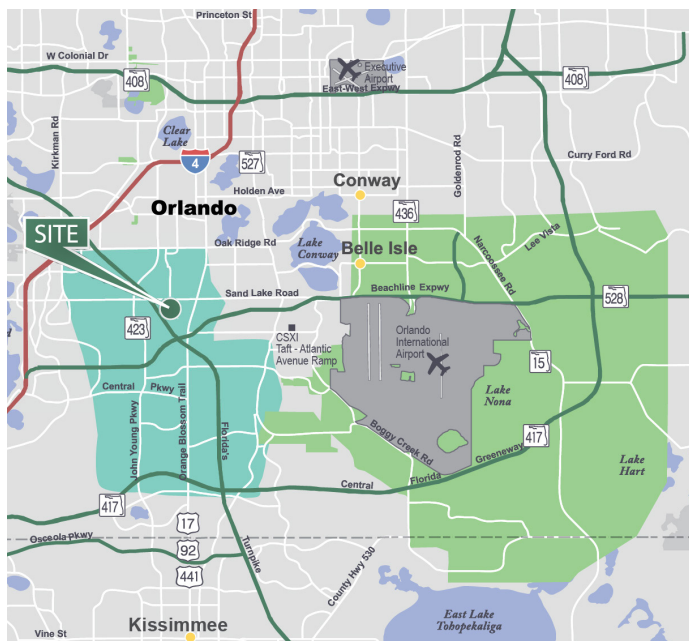 Princeton St
W Colonial Dr
408
Executive
Airport
East-West Expwy
408
Kirkman Rd
Clear
Lake
4
527
Goldenrod Rd
Curry Ford Rd
Holden Ave
Conway
436
Orlando
SITE
Oak Ridge Rd
Lake
Conway
Belle Isle
Narcoossee Rd
Lee Vista
Beachline Expwy
Sand Lake Road
528
423
CSXI
Taft - Atlantic
Avenue Ramp
Orlando
International
Airport
15
Central Pkwy
Lake
Nona
John Young Pkwy
Orange Blossom Trail
Florida's
Boggy Creek Rd
417
Greeneway
Lake
Hart
Central Florida
417
17
Osceola Pkwy
92
Turnpike
441
County Hwy 530
East Lake
Tohopekaliga
Kissimmee
Vine St